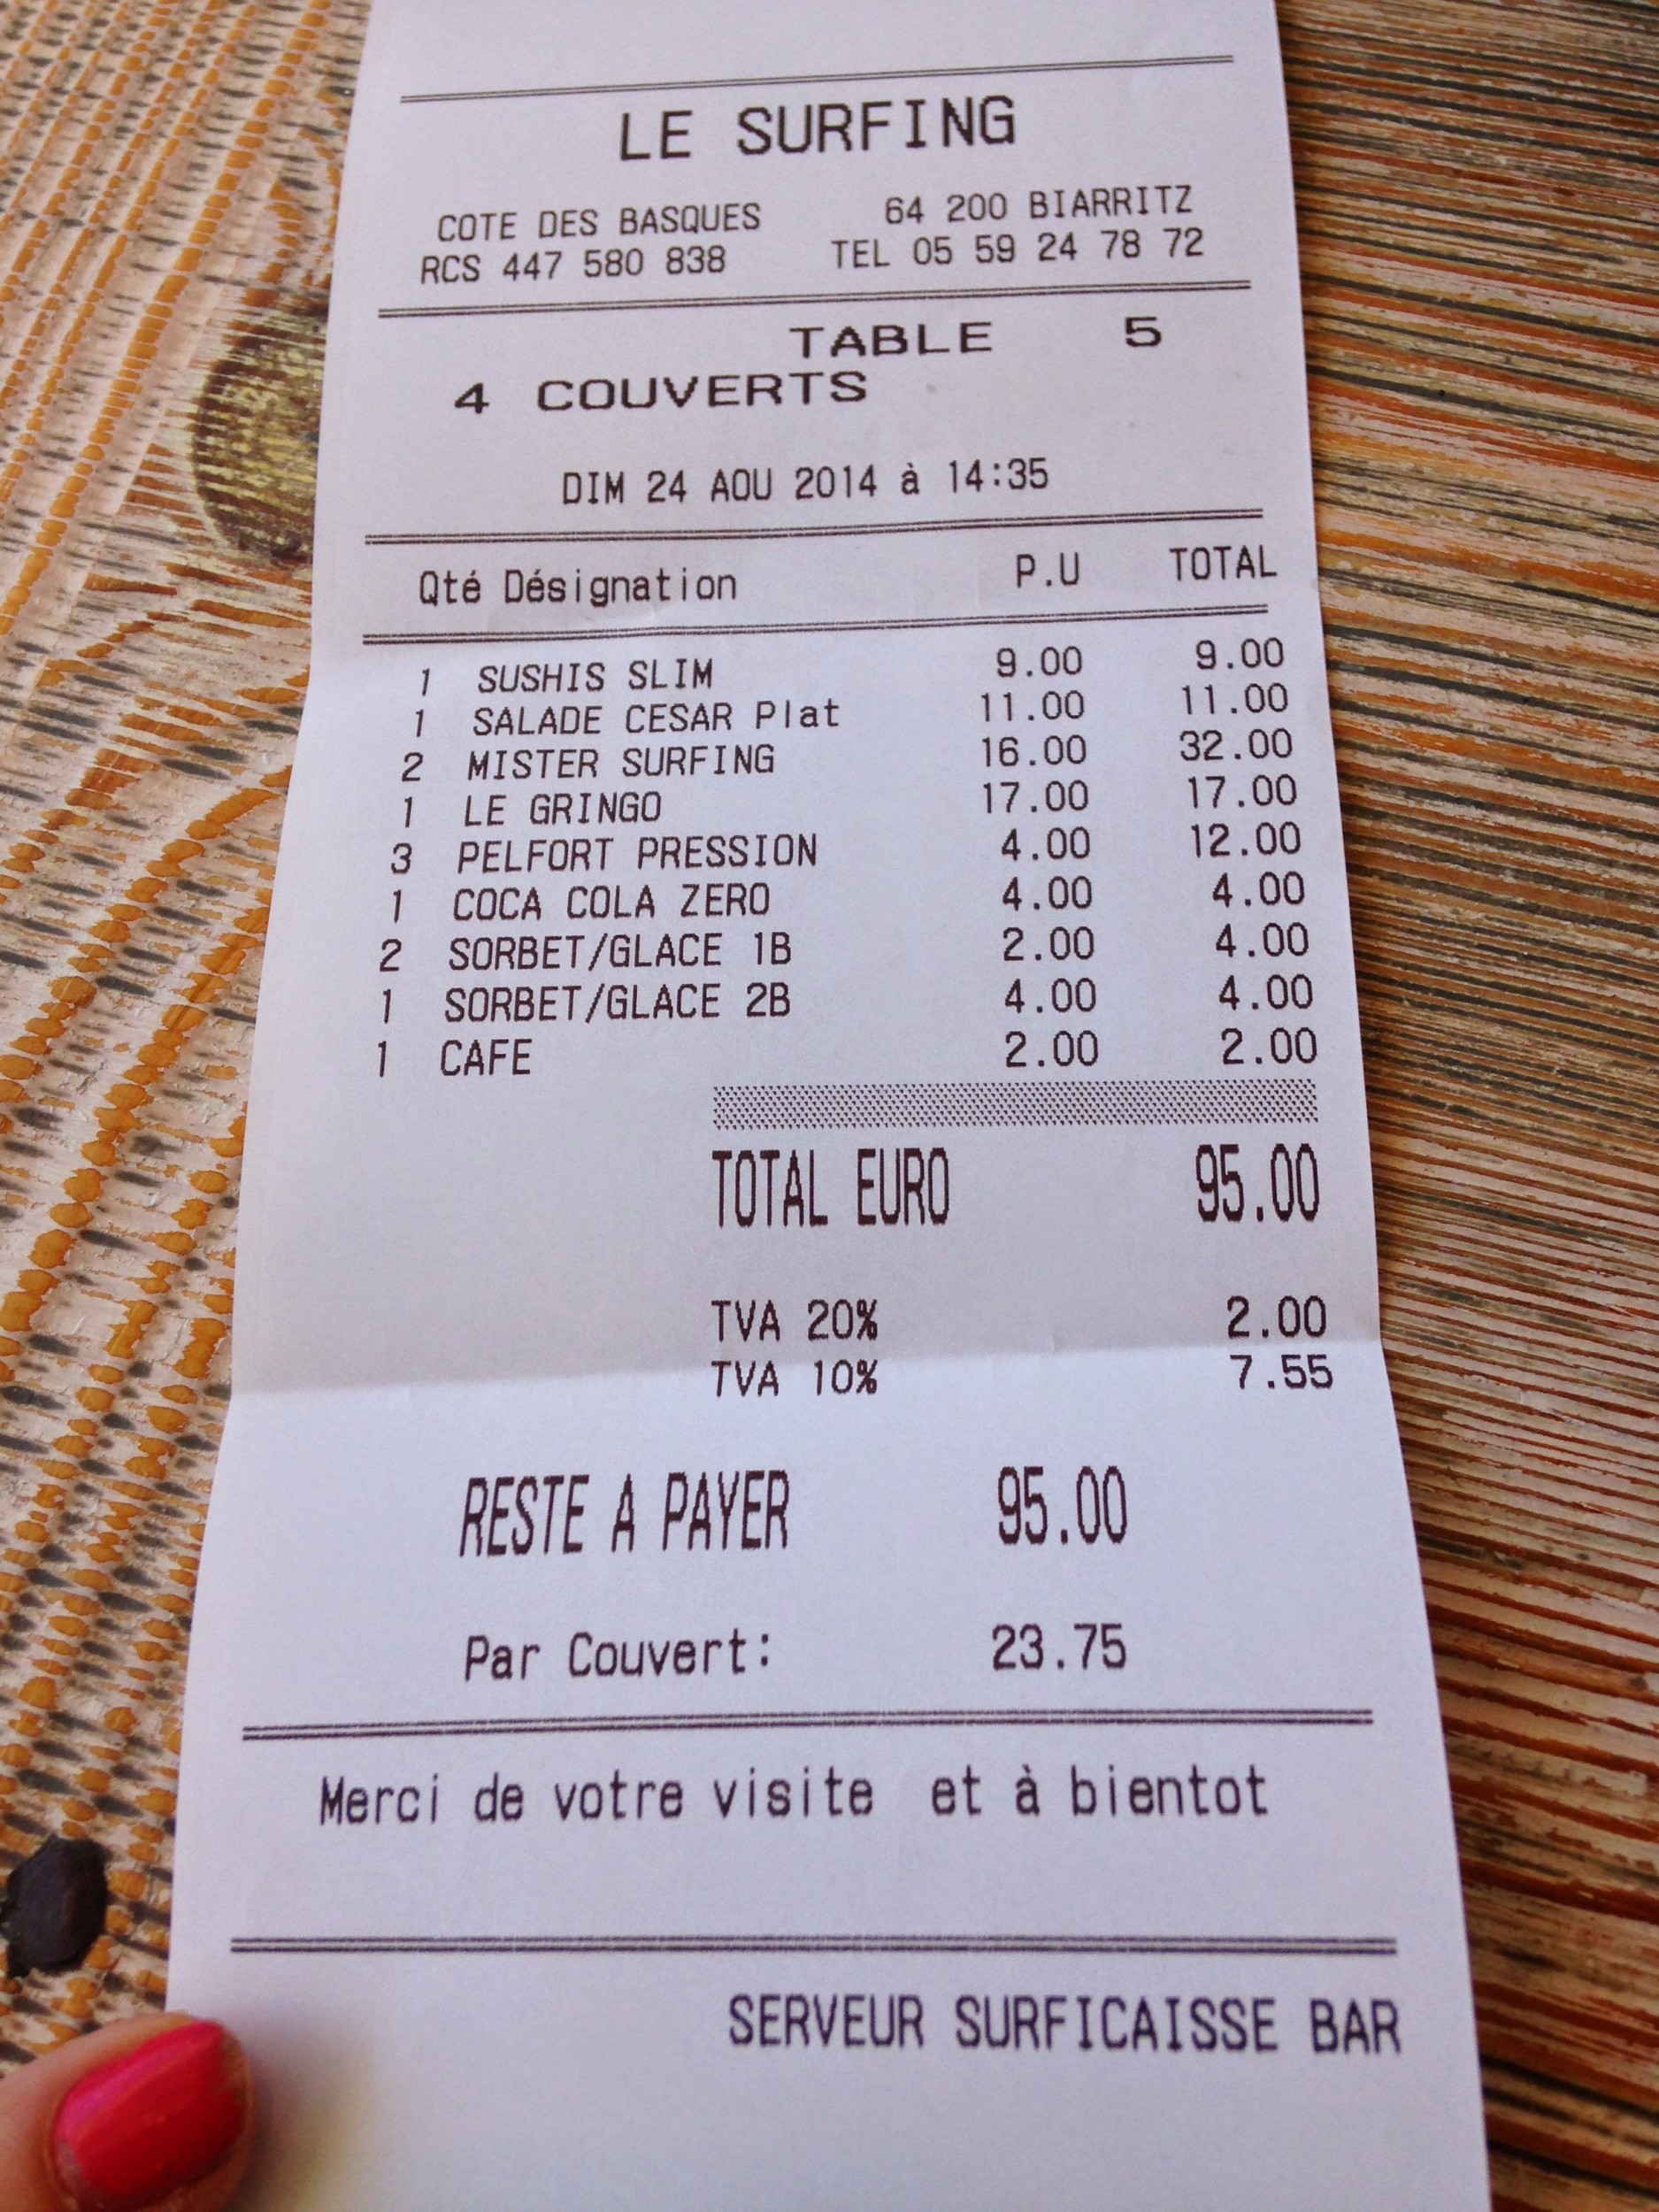 LE SURFING
COTE DES BASQUES 64 200 BIARRITZ
RCS 447 580 838 TEL 05 59 24 78 72
TABLE 5
4 COUVERTS
DIM 24 AOU 2014 à 14:35
Qté Désignation P.U TOTAL
1 SUSHIS SLIM 9.00 9.00
1 SALADE CESAR Plat 11.00 11.00
2 MISTER SURFING 16.00 32.00
1 LE GRINGO 17.00 17.00
3 PELFORT PRESSION 4.00 12.00
1 COCA COLA ZERO 4.00 4.00
2 SORBET/GLACE 1B 2.00 4.00
1 SORBET/GLACE 2B 4.00 4.00
1 CAFE 2.00 2.00
TOTAL EURO 95.00
TVA 20% 2.00
TVA 10% 7.55
RESTE A PAYER 95.00
Par Couvert: 23.75
Merci de votre visite et à bientot
SERVEUR SURFICAISSE BAR